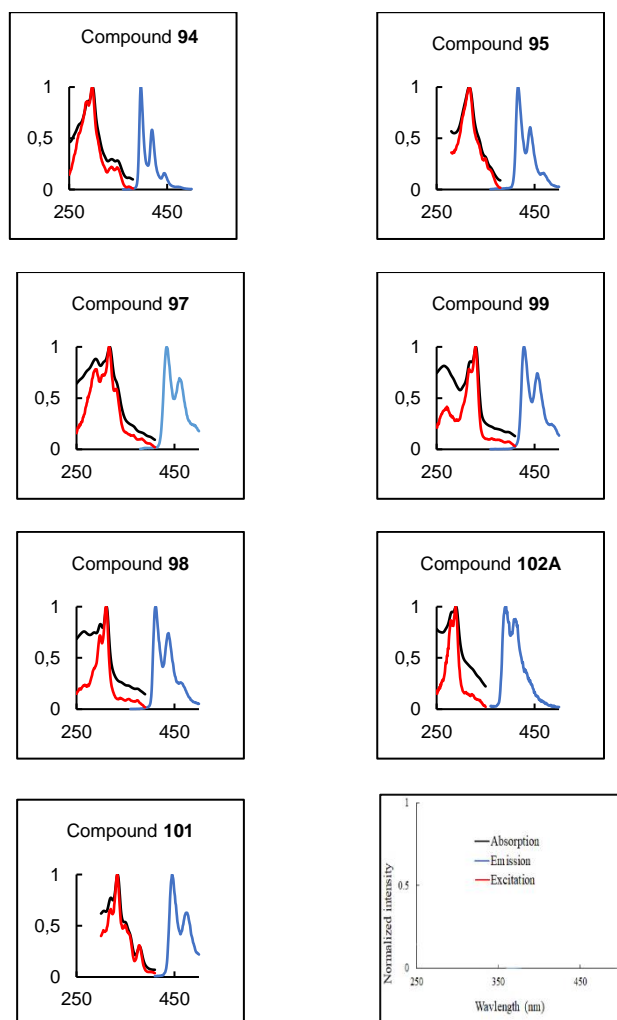 Compound 94
1
0,5
0
250 450
Compound 95
1
0,5
0
250 450
Compound 97
1
0,5
0
250 450
Compound 99
1
0,5
0
250 450
Compound 98
1
0,5
0
250 450
Compound 102A
1
0,5
0
250 450
Compound 101
1
0,5
0
250 450
Normalized intensity
1
0.5
0
Absorption
Emission
Excitation
250 350 450
Wavlength (nm)